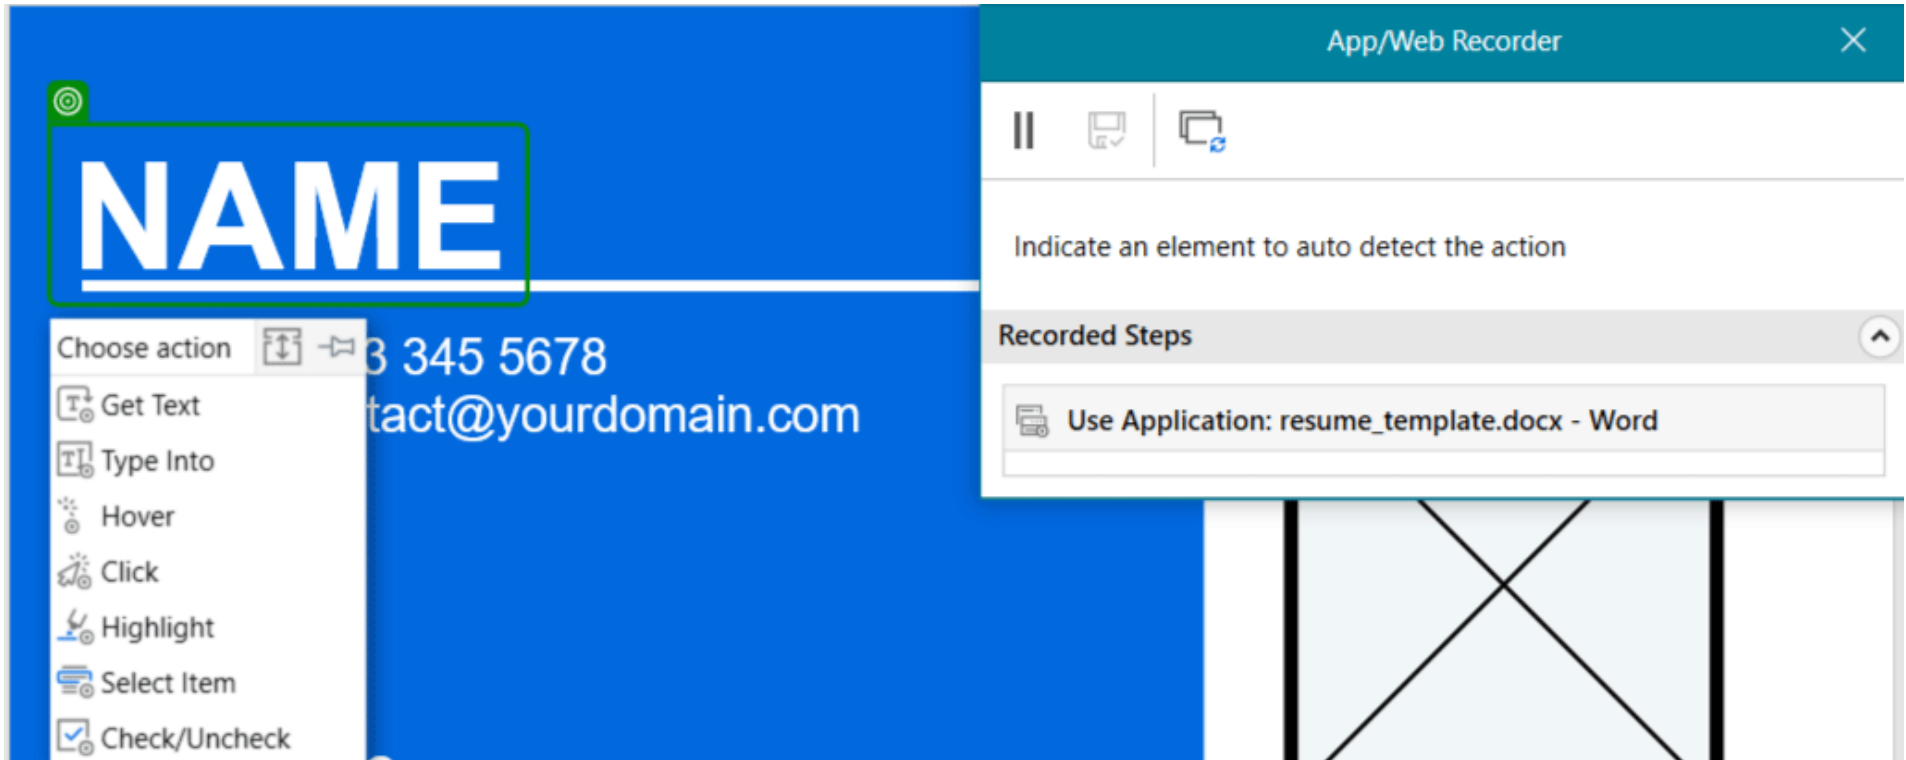 NAME
3 345 5678
tact@yourdomain.com
Choose action
Get Text
Type Into
Hover
Click
Highlight
Select Item
Check/Uncheck
App/Web Recorder
Indicate an element to auto detect the action
Recorded Steps
Use Application: resume_template.docx - Word